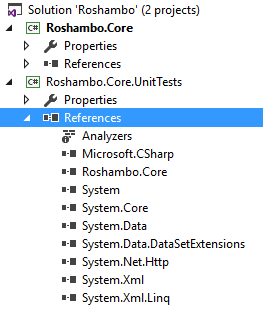 Solution 'Roshambo' (2 projects)
C# Roshambo.Core
Properties
References
C# Roshambo.Core.UnitTests
Properties
References
Analyzers
Microsoft.CSharp
Roshambo.Core
System
System.Core
System.Data
System.Data.DataSetExtensions
System.Net.Http
System.Xml
System.Xml.Linq